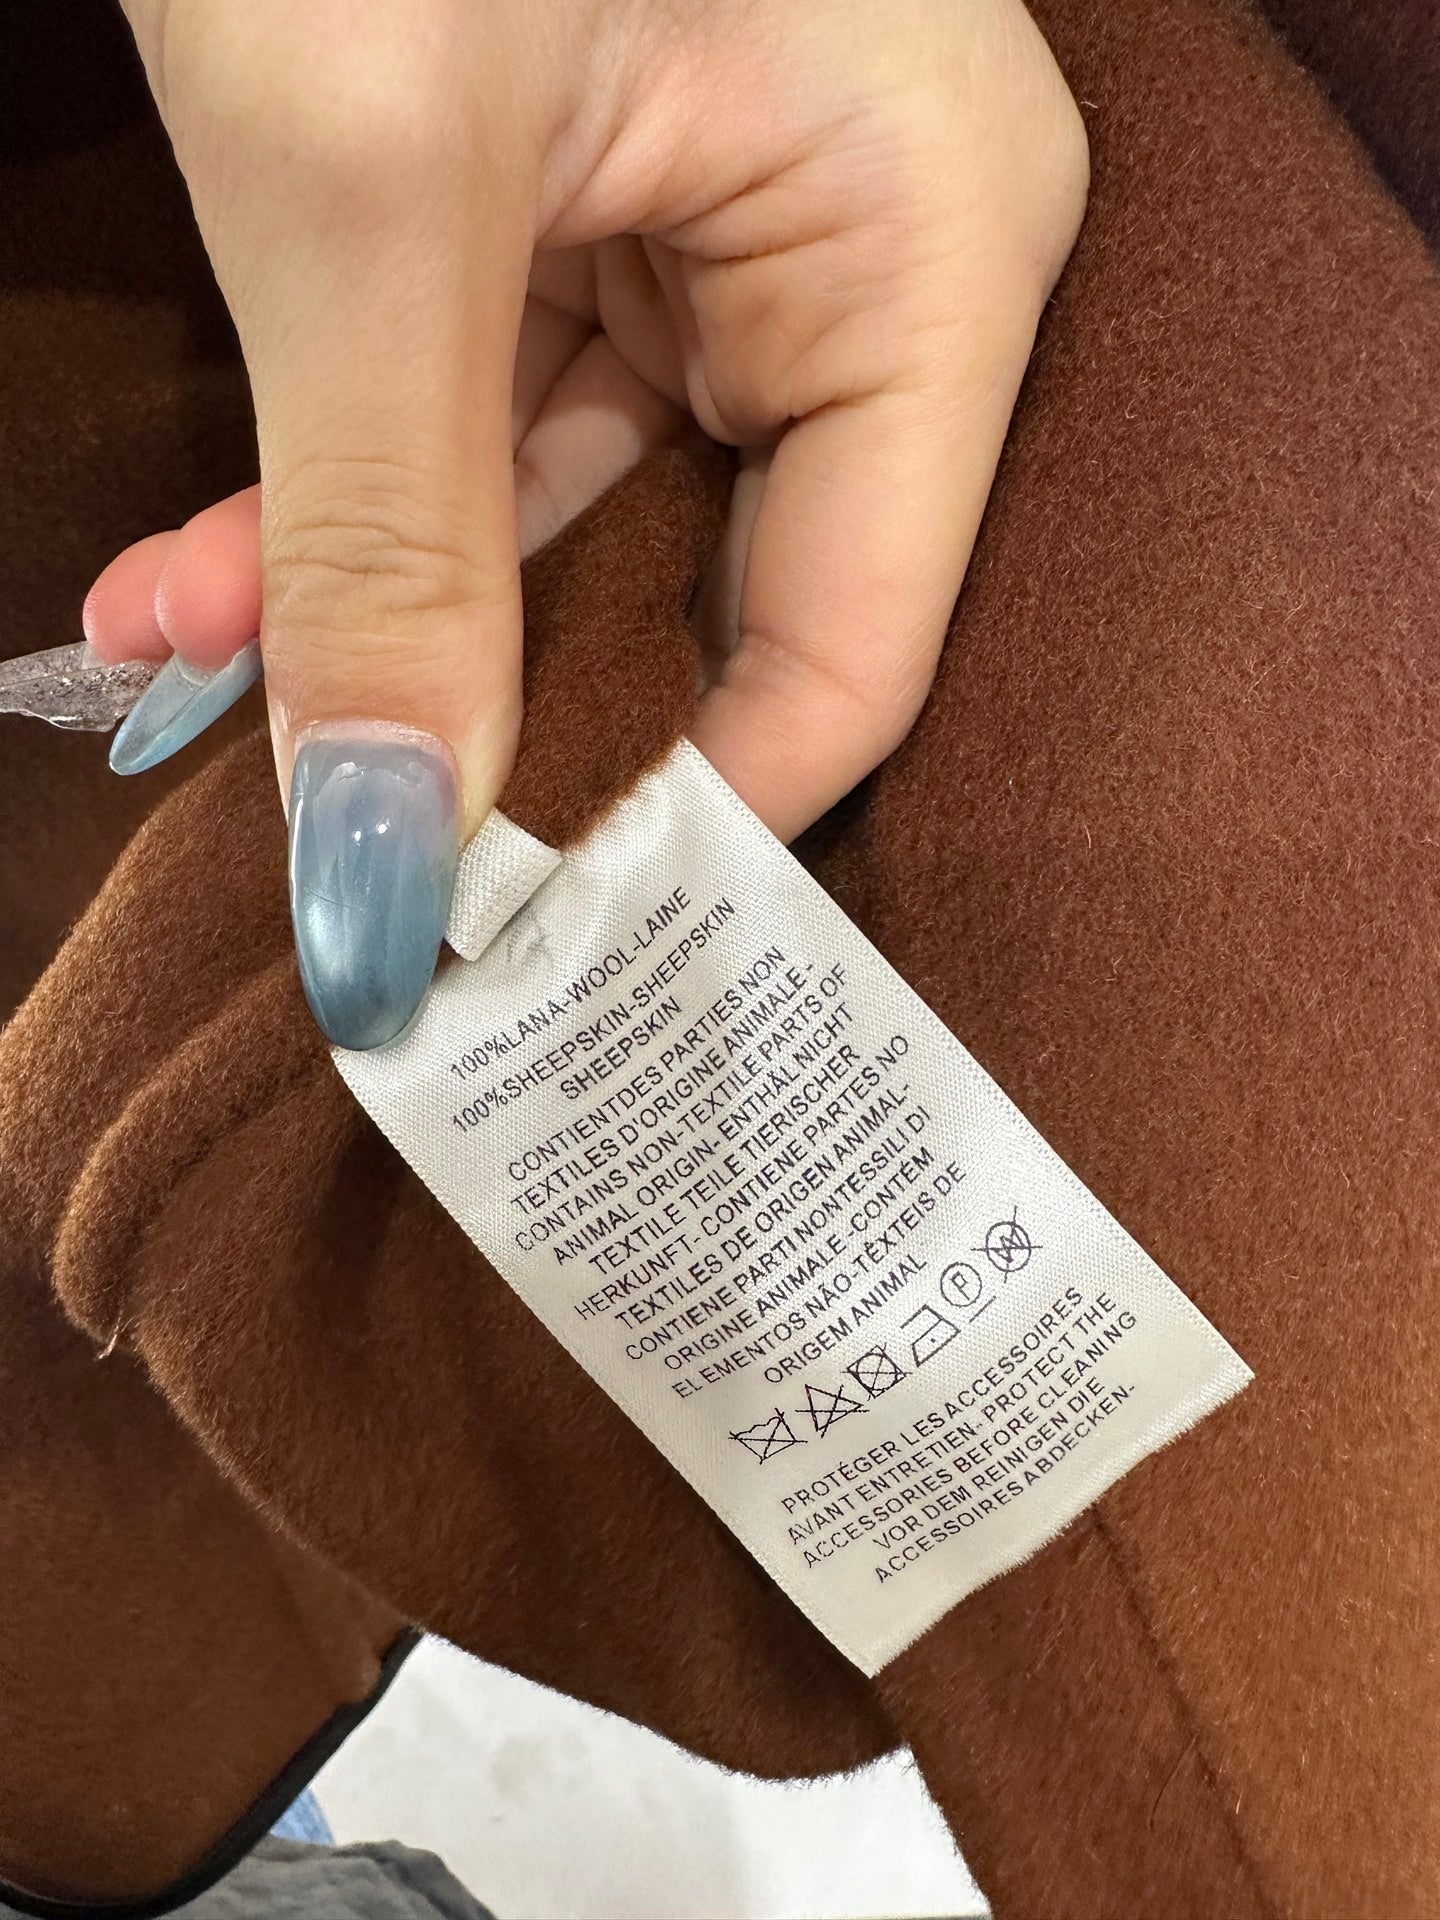 100%LANA-WOOL-LAINE
100%SHEEPSKIN-SHEEPSKIN
SHEEPSKIN
CONTIENTDES PARTIES NON
TEXTILES D'ORIGINE ANIMALE-
CONTAINS NON-TEXTILE PARTS OF
ANIMAL ORIGIN- ENTHÄL NICHT
TEXTILE TEILE TIERISCHER
HERKUNFT- CONTIENE PARTES NO
TEXTILES DE ORIGEN ANIMAL-
CONTIENE PARTI NONTESSILI DI
ORIGINE ANIMALE -CONTÉM
ELEMENTOS NÃO-TÊXTEIS DE
ORIGEM ANIMAL
P W
PROTÉGER LES ACCESSOIRES
AVANT ENTRETIEN- PROTECT THE
ACCESSORIES BEFORE CLEANING
VOR DEM REINIGEN DIE
ACCESSOIRES ABDECKEN-